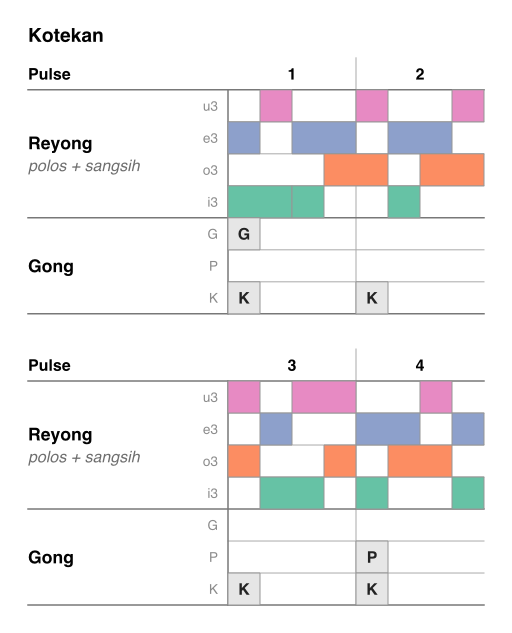 Kotekan
Pulse 1 2
u3
e3
Reyong
polos + sangsih
o3
i3
G G
Gong P
K K K
Pulse 3 4
u3
e3
Reyong
polos + sangsih
o3
i3
G
Gong P P
K K K